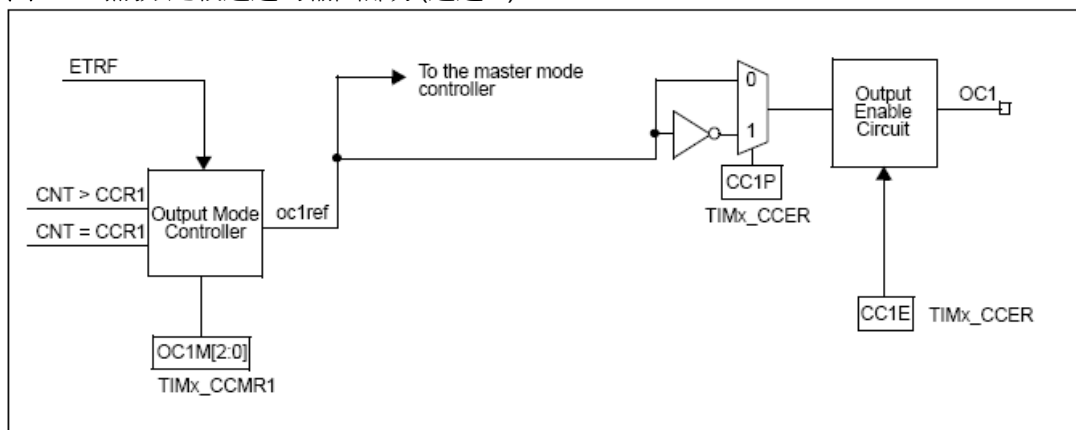 ETRF
To the master mode
controller
0
1
Output
Enable
Circuit
OC1
CNT > CCR1
CNT = CCR1
Output Mode
Controller
oc1ref
CC1P
TIMx_CCER
CC1E
TIMx_CCER
OC1M[2:0]
TIMx_CCMR1